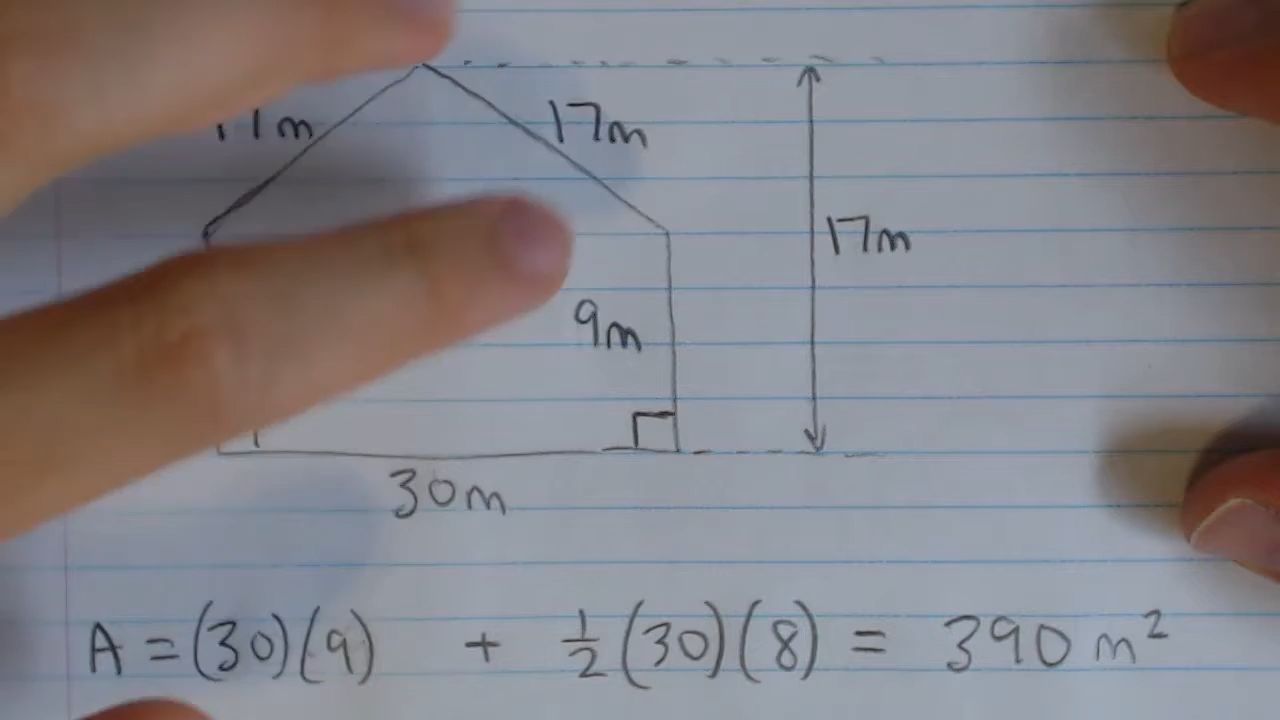 17m
17m
9m
30m
A = (30)(9) + 1/2 (30)(8) = 390 m²